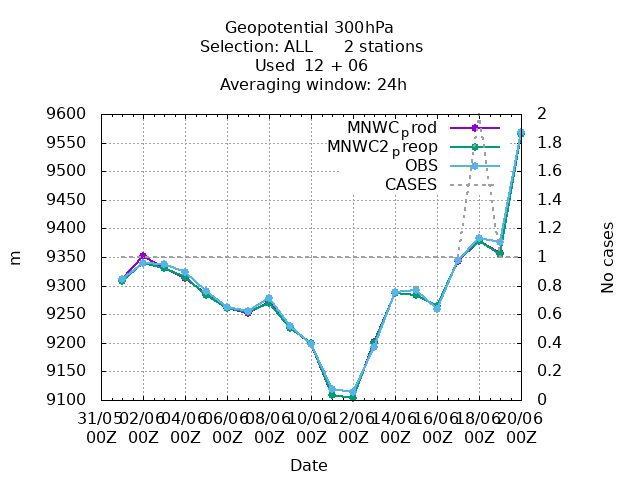 Geopotential 300hPa
Selection: ALL      2 stations
Used  12 + 06
Averaging window: 24h
9600
9550
9500
9450
9400
9350
9300
9250
9200
9150
9100
m
2
1.8
1.6
1.4
1.2
1
0.8
0.6
0.4
0.2
0
No cases
MNWCprod
MNWC2preop
OBS
CASES
31/05 02/06 04/06 06/06 08/06 10/06 12/06 14/06 16/06 18/06 20/06
00Z 00Z 00Z 00Z 00Z 00Z 00Z 00Z 00Z 00Z 00Z
Date